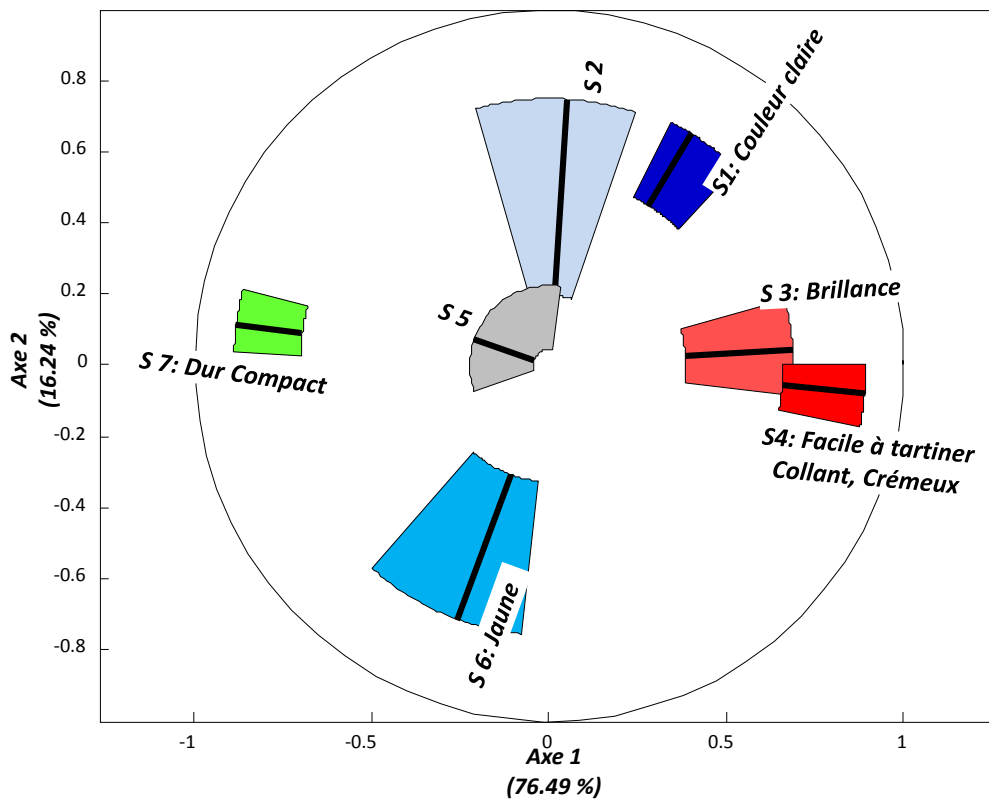 S 2
S1: Couleur claire
0.8
0.6
0.4
0.2
0
-0.2
-0.4
-0.6
-0.8
Axe 2
(16.24 %)
S 3: Brillance
S 5
S 7: Dur Compact
S4: Facile à tartiner
Collant, Crémeux
S 6: Jaune
-1
-0.5
0
0.5
1
Axe 1
(76.49 %)